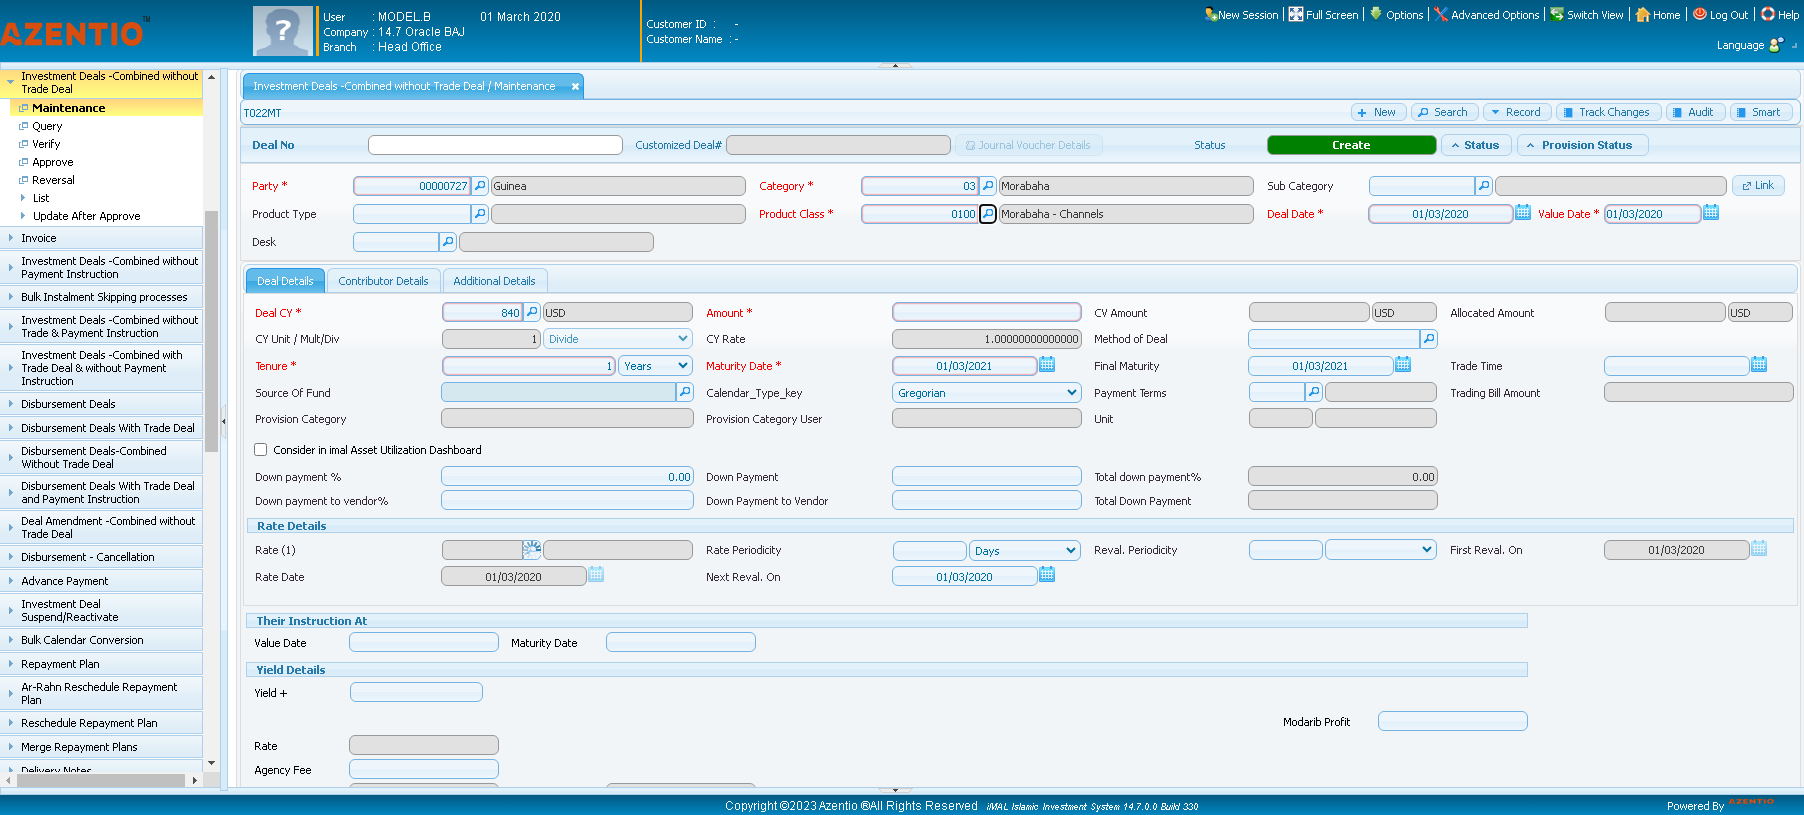 AZENTIO™
User : MODEL.B 01 March 2020
Company : 14.7 Oracle BAJ
Branch : Head Office
Customer ID : -
Customer Name : -
New Session Full Screen Options Advanced Options Switch View Home Log Out Help
Language
Investment Deals -Combined without
Trade Deal
Maintenance
Query
Verify
Approve
Reversal
List
Update After Approve
Invoice
Investment Deals -Combined without
Payment Instruction
Bulk Instalment Skipping processes
Investment Deals -Combined without
Trade & Payment Instruction
Investment Deals -Combined with
Trade Deal & without Payment
Instruction
Disbursement Deals
Disbursement Deals With Trade Deal
Disbursement Deals-Combined
Without Trade Deal
Disbursement Deals With Trade Deal
and Payment Instruction
Deal Amendment -Combined without
Trade Deal
Disbursement - Cancellation
Advance Payment
Investment Deal
Suspend/Reactivate
Bulk Calendar Conversion
Repayment Plan
Ar-Rahn Reschedule Repayment
Plan
Reschedule Repayment Plan
Merge Repayment Plans
Delivery Notes
Investment Deals -Combined without Trade Deal / Maintenance
T022MT
New Search Record Track Changes Audit Smart
Deal No Customized Deal# Journal Voucher Details Status Create Status Provision Status
Party * 00000727 Guinea Category * 03 Morabaha Sub Category Link
Product Type Product Class * 0100 Morabaha - Channels Deal Date * 01/03/2020 Value Date * 01/03/2020
Desk
Deal Details Contributor Details Additional Details
Deal CY * 840 USD Amount * CV Amount USD Allocated Amount USD
CY Unit / Mult/Div 1 Divide CY Rate 1.00000000000000 Method of Deal
Tenure * 1 Years Maturity Date * 01/03/2021 Final Maturity 01/03/2021 Trade Time
Source Of Fund Calendar_Type_key Gregorian Payment Terms Trading Bill Amount
Provision Category Provision Category User Unit
Consider in imal Asset Utilization Dashboard
Down payment % 0.00 Down Payment Total down payment% 0.00
Down payment to vendor% Down Payment to Vendor Total Down Payment
Rate Details
Rate (1) Rate Periodicity Days Reval. Periodicity First Reval. On 01/03/2020
Rate Date 01/03/2020 Next Reval. On 01/03/2020
Their Instruction At
Value Date Maturity Date
Yield Details
Yield +
Modarib Profit
Rate
Agency Fee
Copyright ©2023 Azentio ®All Rights Reserved iMAL Islamic Investment System 14.7.0.0 Build 330
Powered By AZENTIO